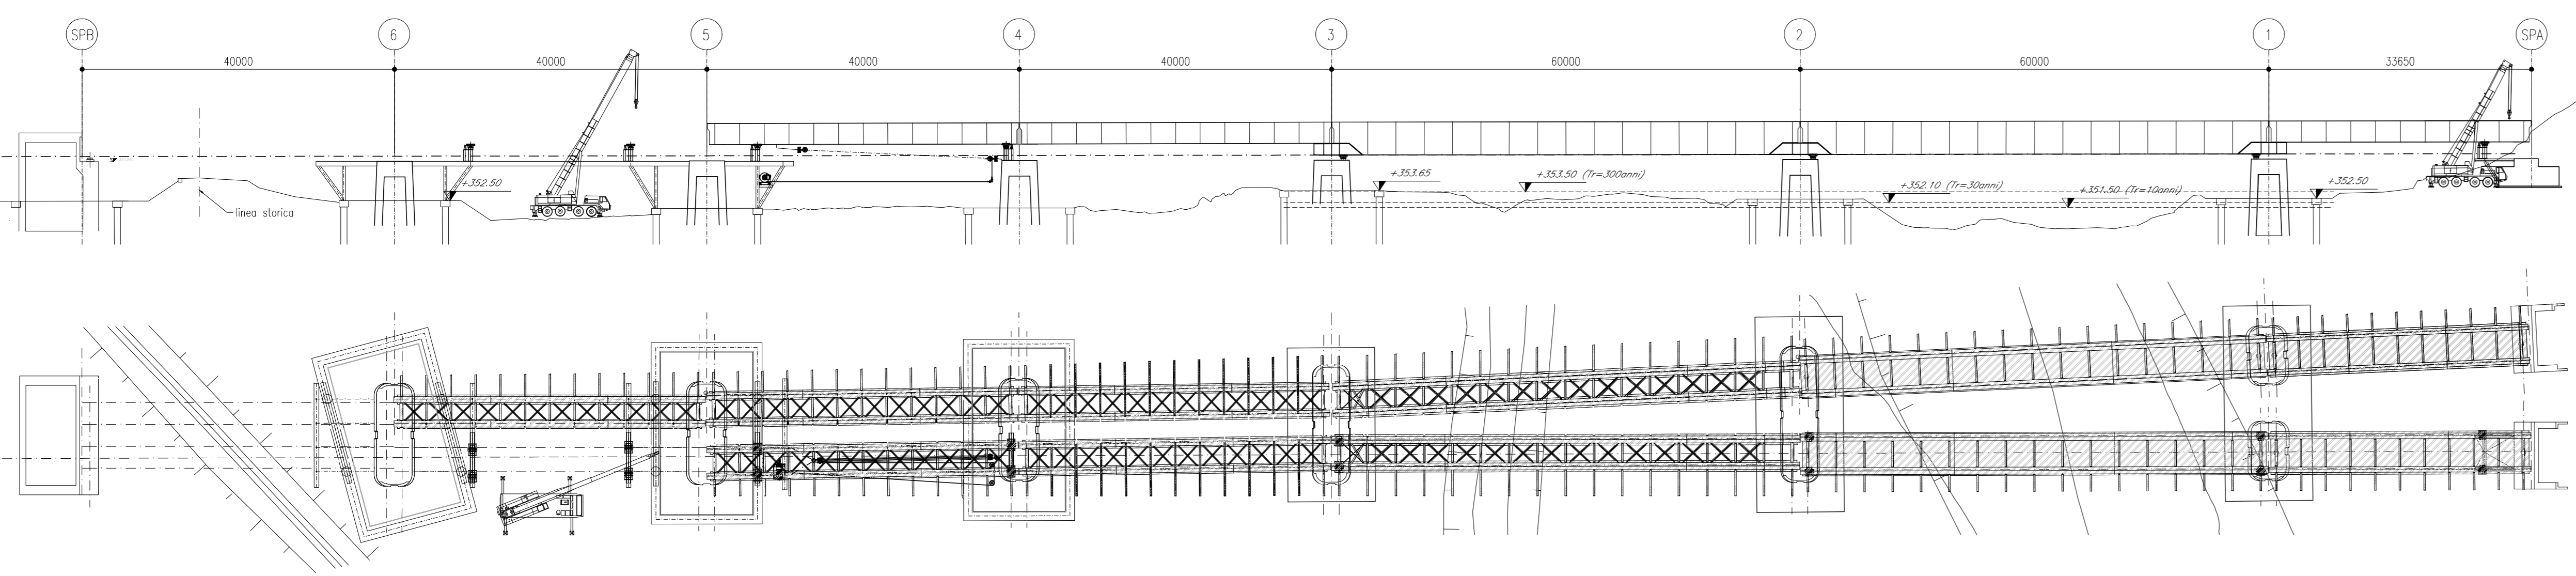 SPB 6 5 4 3 2 1 SPA
40000 40000 40000 40000 60000 60000 33650
+353.65 +353.50 (Tr=300anni)
+352.50 +352.10 (Tr=30anni) +351.50 (Tr=10anni) +352.50
linea storica